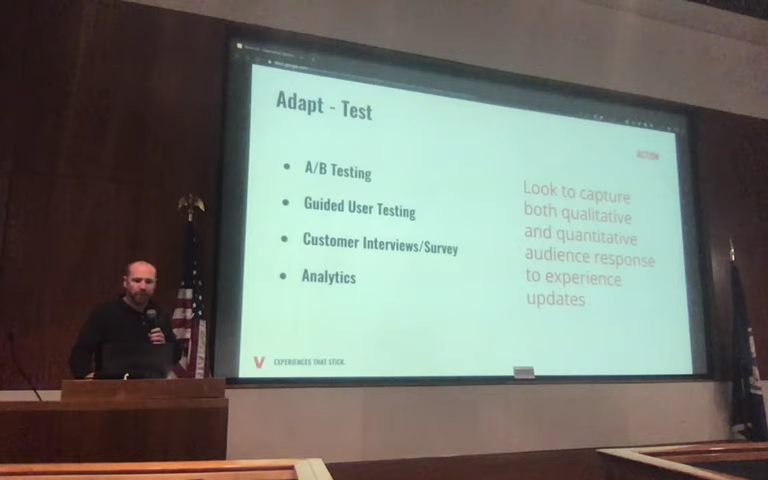 Adapt - Test
A/B Testing
Guided User Testing
Customer Interviews/Survey
Analytics
Look to capture
both qualitative
and quantitative
audience response
to experience
updates
V EXPERIENCES THAT STICK.